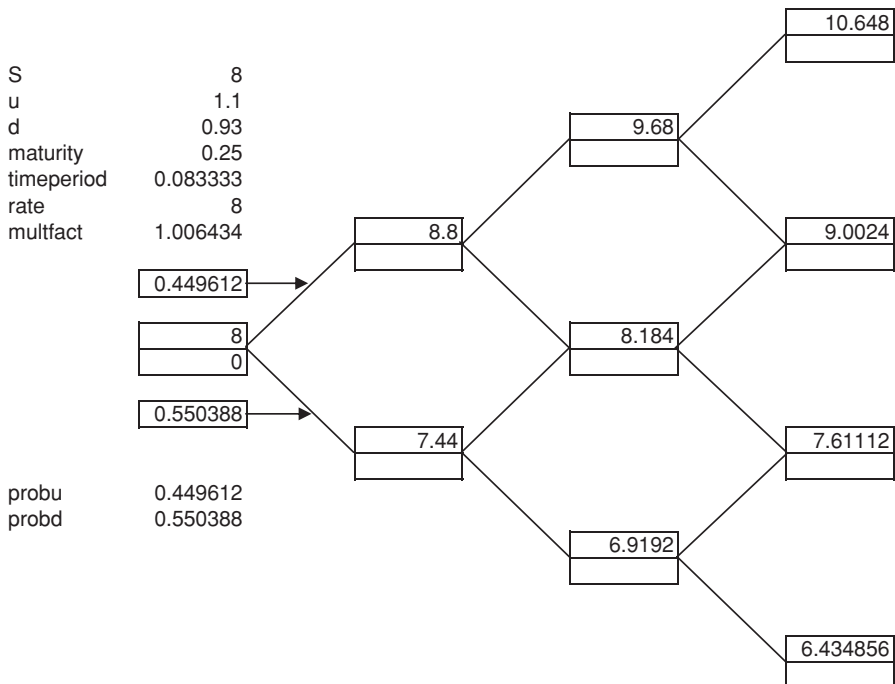 10.648
S 8
u 1.1
d 0.93
maturity 0.25
timeperiod 0.083333
rate 8
multfact 1.006434
9.68
8.8
9.0024
0.449612
8
0
8.184
0.550388
7.44
7.61112
probu 0.449612
probd 0.550388
6.9192
6.434856